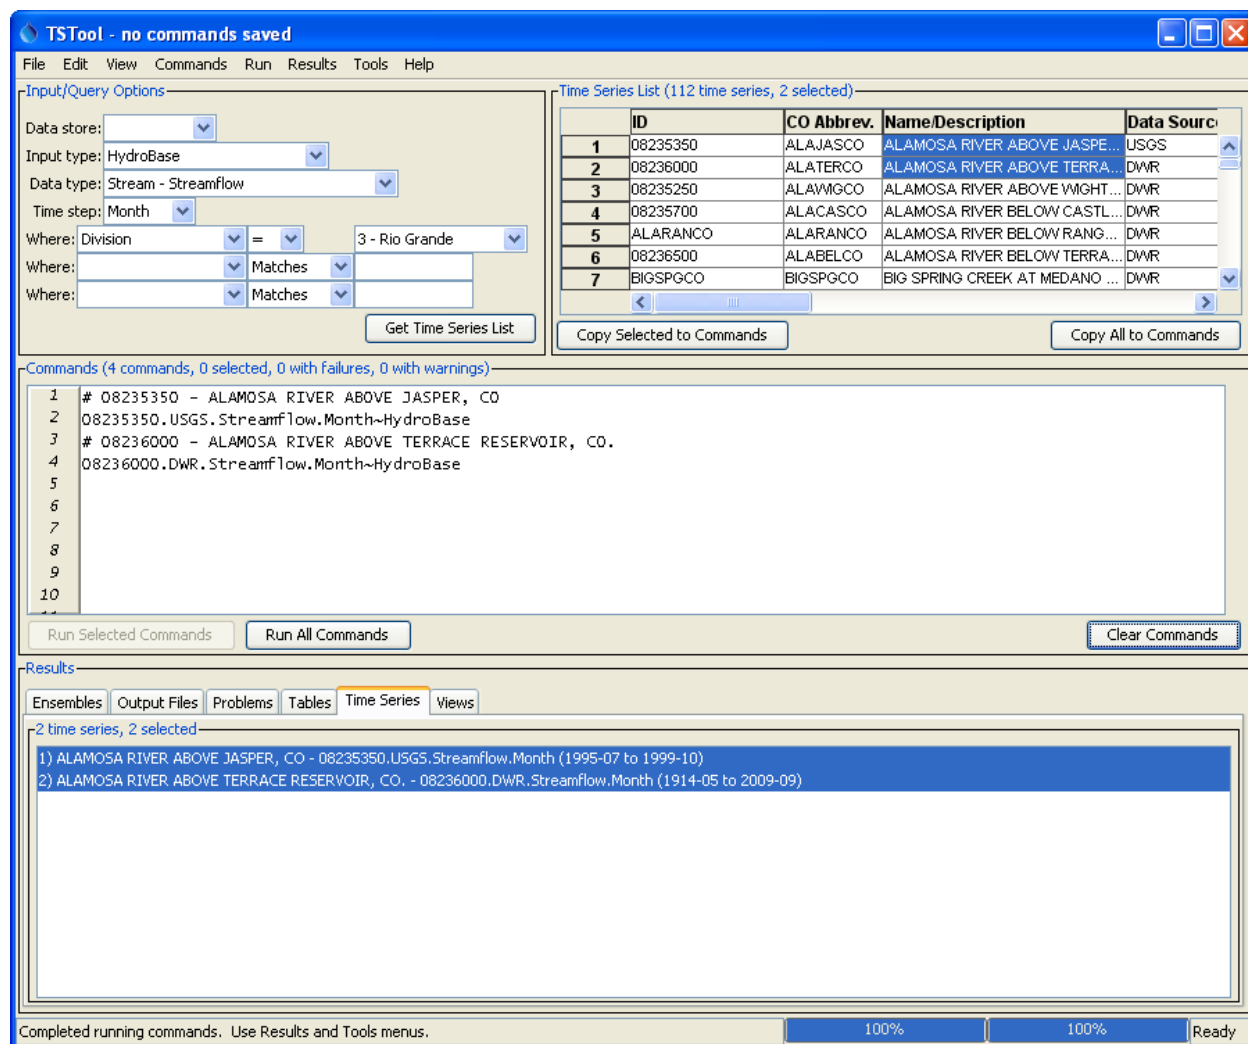 TSTool - no commands saved
File Edit View Commands Run Results Tools Help
Input/Query Options
Data store:
Input type: HydroBase
Data type: Stream - Streamflow
Time step: Month
Where: Division = 3 - Rio Grande
Where: Matches
Where: Matches
Get Time Series List
Time Series List (112 time series, 2 selected)
ID CO Abbrev. Name/Description Data Sourc
1 08235350 ALAJASCO ALAMOSA RIVER ABOVE JASPE... USGS
2 08236000 ALATERCO ALAMOSA RIVER ABOVE TERRA... DWR
3 08235250 ALAWIGCO ALAMOSA RIVER ABOVE WIGHT... DWR
4 08235700 ALACASCO ALAMOSA RIVER BELOW CASTL... DWR
5 ALARANCO ALARANCO ALAMOSA RIVER BELOW RANG... DWR
6 08236500 ALABELCO ALAMOSA RIVER BELOW TERRA... DWR
7 BIGSPGCO BIGSPGCO BIG SPRING CREEK AT MEDANO ... DWR
Copy Selected to Commands Copy All to Commands
Commands (4 commands, 0 selected, 0 with failures, 0 with warnings)
1 # 08235350 - ALAMOSA RIVER ABOVE JASPER, CO
2 08235350.USGS.Streamflow.Month~HydroBase
3 # 08236000 - ALAMOSA RIVER ABOVE TERRACE RESERVOIR, CO.
4 08236000.DWR.Streamflow.Month~HydroBase
5
6
7
8
9
10
Run Selected Commands Run All Commands Clear Commands
Results
Ensembles Output Files Problems Tables Time Series Views
2 time series, 2 selected
1) ALAMOSA RIVER ABOVE JASPER, CO - 08235350.USGS.Streamflow.Month (1995-07 to 1999-10)
2) ALAMOSA RIVER ABOVE TERRACE RESERVOIR, CO. - 08236000.DWR.Streamflow.Month (1914-05 to 2009-09)
Completed running commands. Use Results and Tools menus. 100% 100% Ready